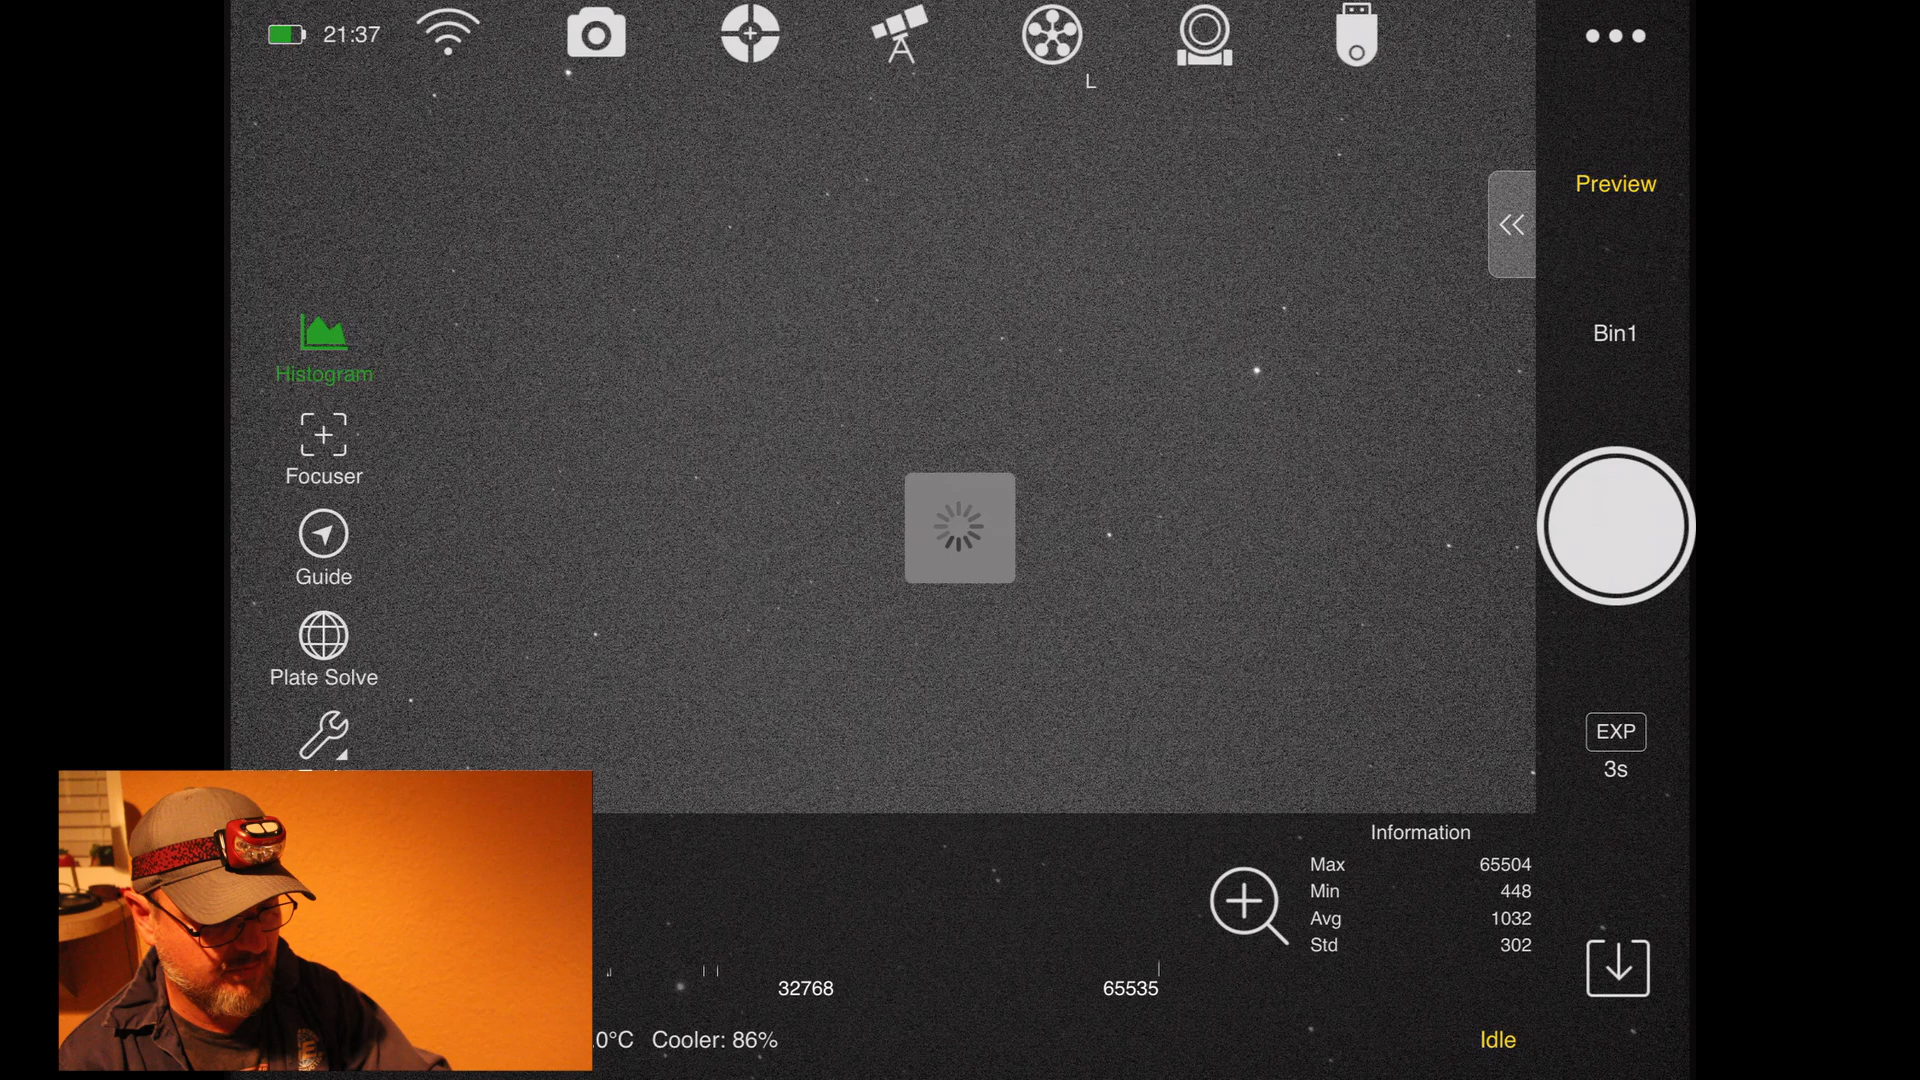 21:37
L
Preview
Histogram
Bin1
Focuser
Guide
Plate Solve
EXP
3s
Information
Max 65504
Min 448
Avg 1032
Std 302
32768
65535
.0°C Cooler: 86%
Idle